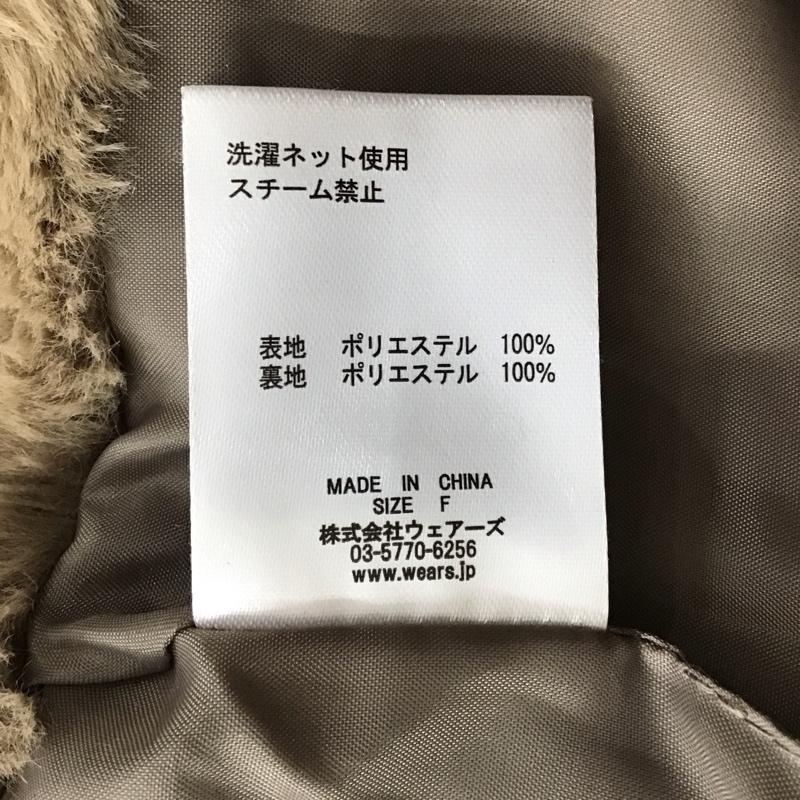 洗濯ネット使用
スチーム禁止
表地 ポリエステル 100%
裏地 ポリエステル 100%
MADE IN CHINA
SIZE F
株式会社ウェアーズ
03-5770-6256
www.wears.jp